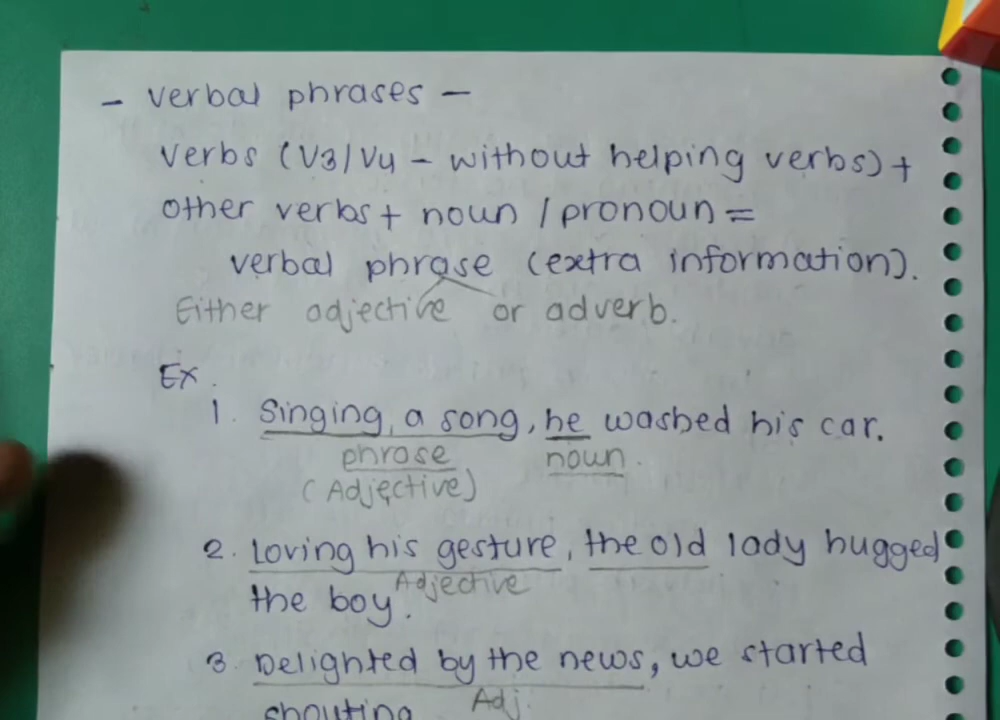 - verbal phrases -
verbs (V3/V4 - without helping verbs) +
other verbs + noun / pronoun =
verbal phrase (extra information).
Either adjective or adverb.
Ex.
1. Singing a song, he washed his car.
phrase noun.
(Adjective)
2. Loving his gesture, the old lady hugged
Adjective
the boy.
3. Delighted by the news, we started
Adj.
shouting